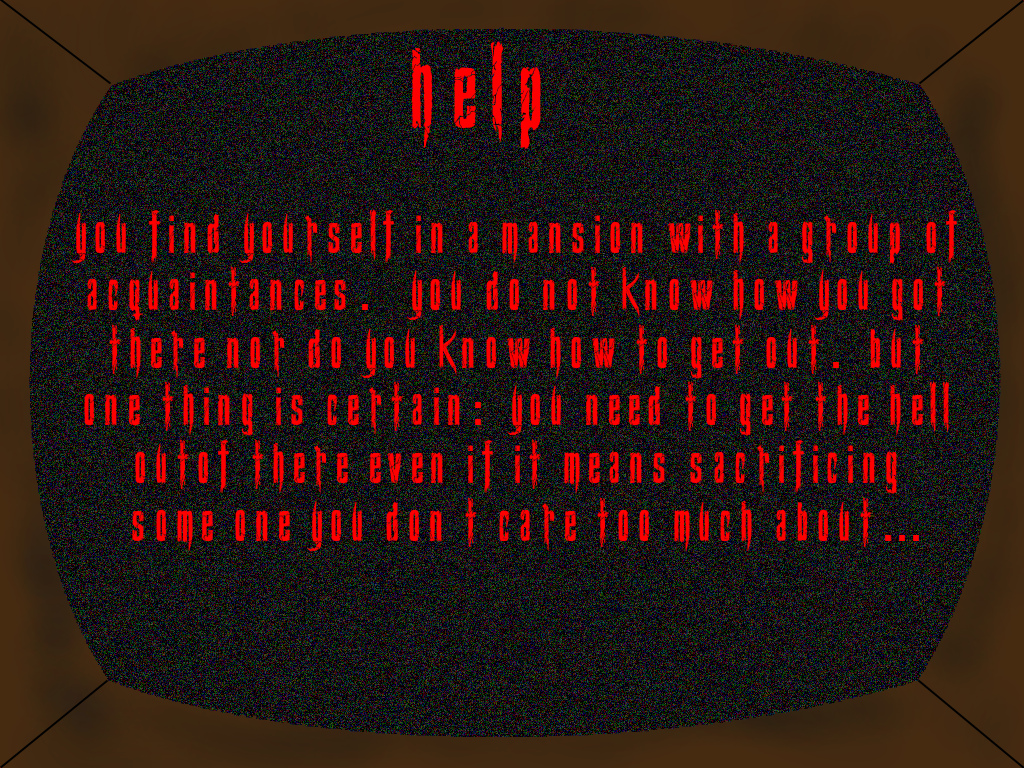 help
you find yourself in a mansion with a group of
acquaintances. you do not know how you got
there nor do you know how to get out. but
one thing is certain: you need to get the hell
outof there even if it means sacrificing
some one you don t care too much about...